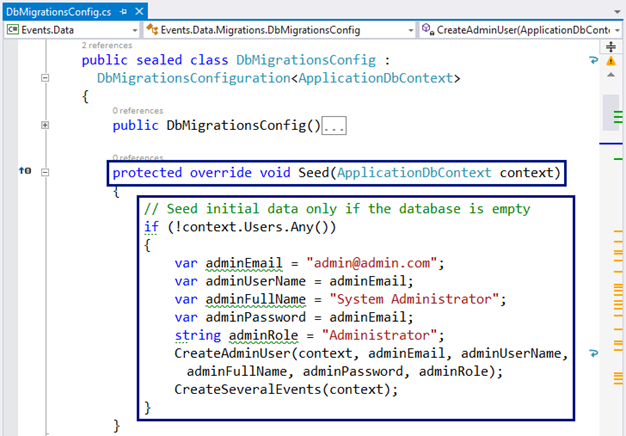 DbMigrationsConfig.cs
Events.Data
Events.Data.Migrations.DbMigrationsConfig
CreateAdminUser(ApplicationDbCont
2 references
public sealed class DbMigrationsConfig :
DbMigrationsConfiguration<ApplicationDbContext>
{
0 references
public DbMigrationsConfig()...
0 references
protected override void Seed(ApplicationDbContext context)
{
// Seed initial data only if the database is empty
if (!context.Users.Any())
{
var adminEmail = "admin@admin.com";
var adminUserName = adminEmail;
var adminFullName = "System Administrator";
var adminPassword = adminEmail;
string adminRole = "Administrator";
CreateAdminUser(context, adminEmail, adminUserName,
adminFullName, adminPassword, adminRole);
CreateSeveralEvents(context);
}
}